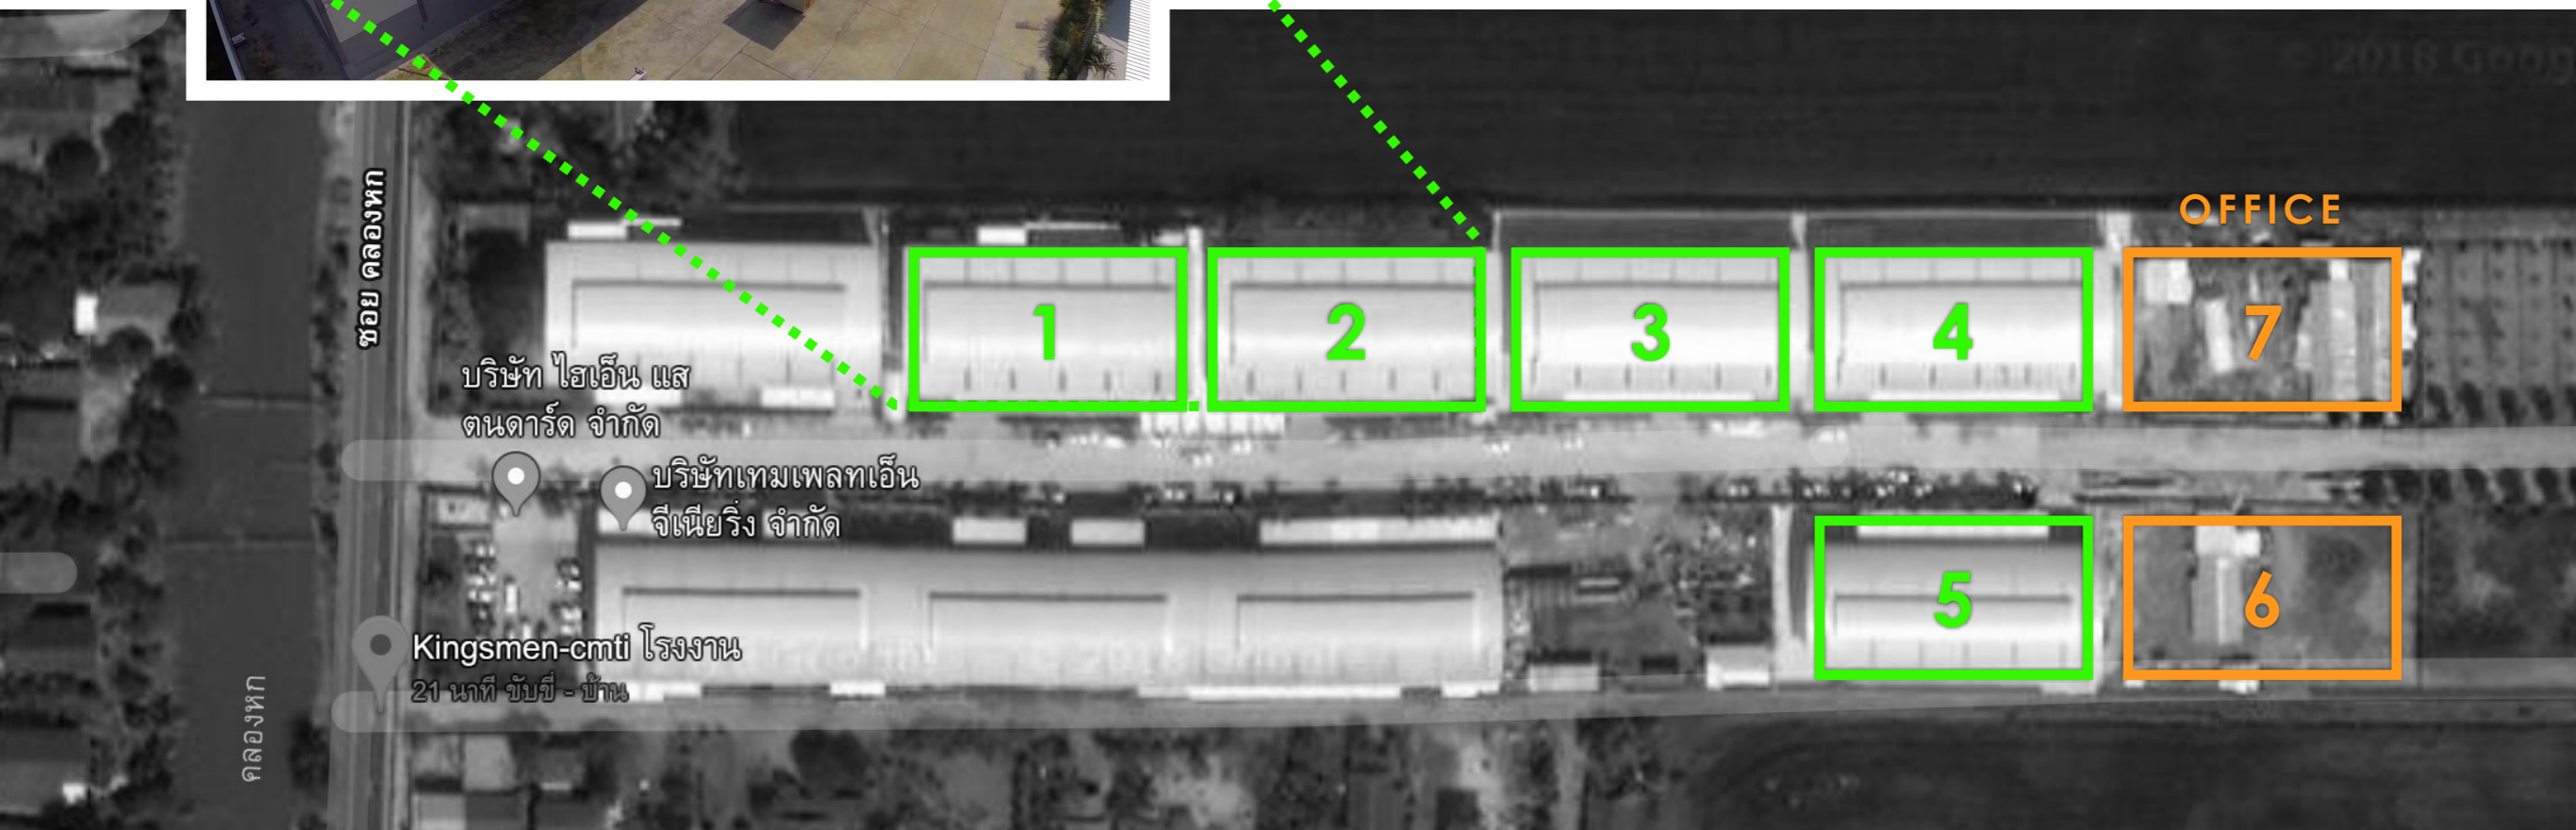 © 2018 Goog
ซอย คลองหก
OFFICE
1
2
3
4
7
บริษัท ไฮเอ็น แส
ตนดาร์ด จำกัด
บริษัทเทมเพลทเอ็น
จีเนียริ่ง จำกัด
5
6
Kingsmen-cmti โรงงาน
21 นาที ขับขี่ - บ้าน
คลองหก